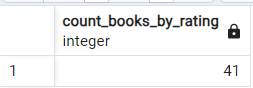 count_books_by_rating
integer
1 41